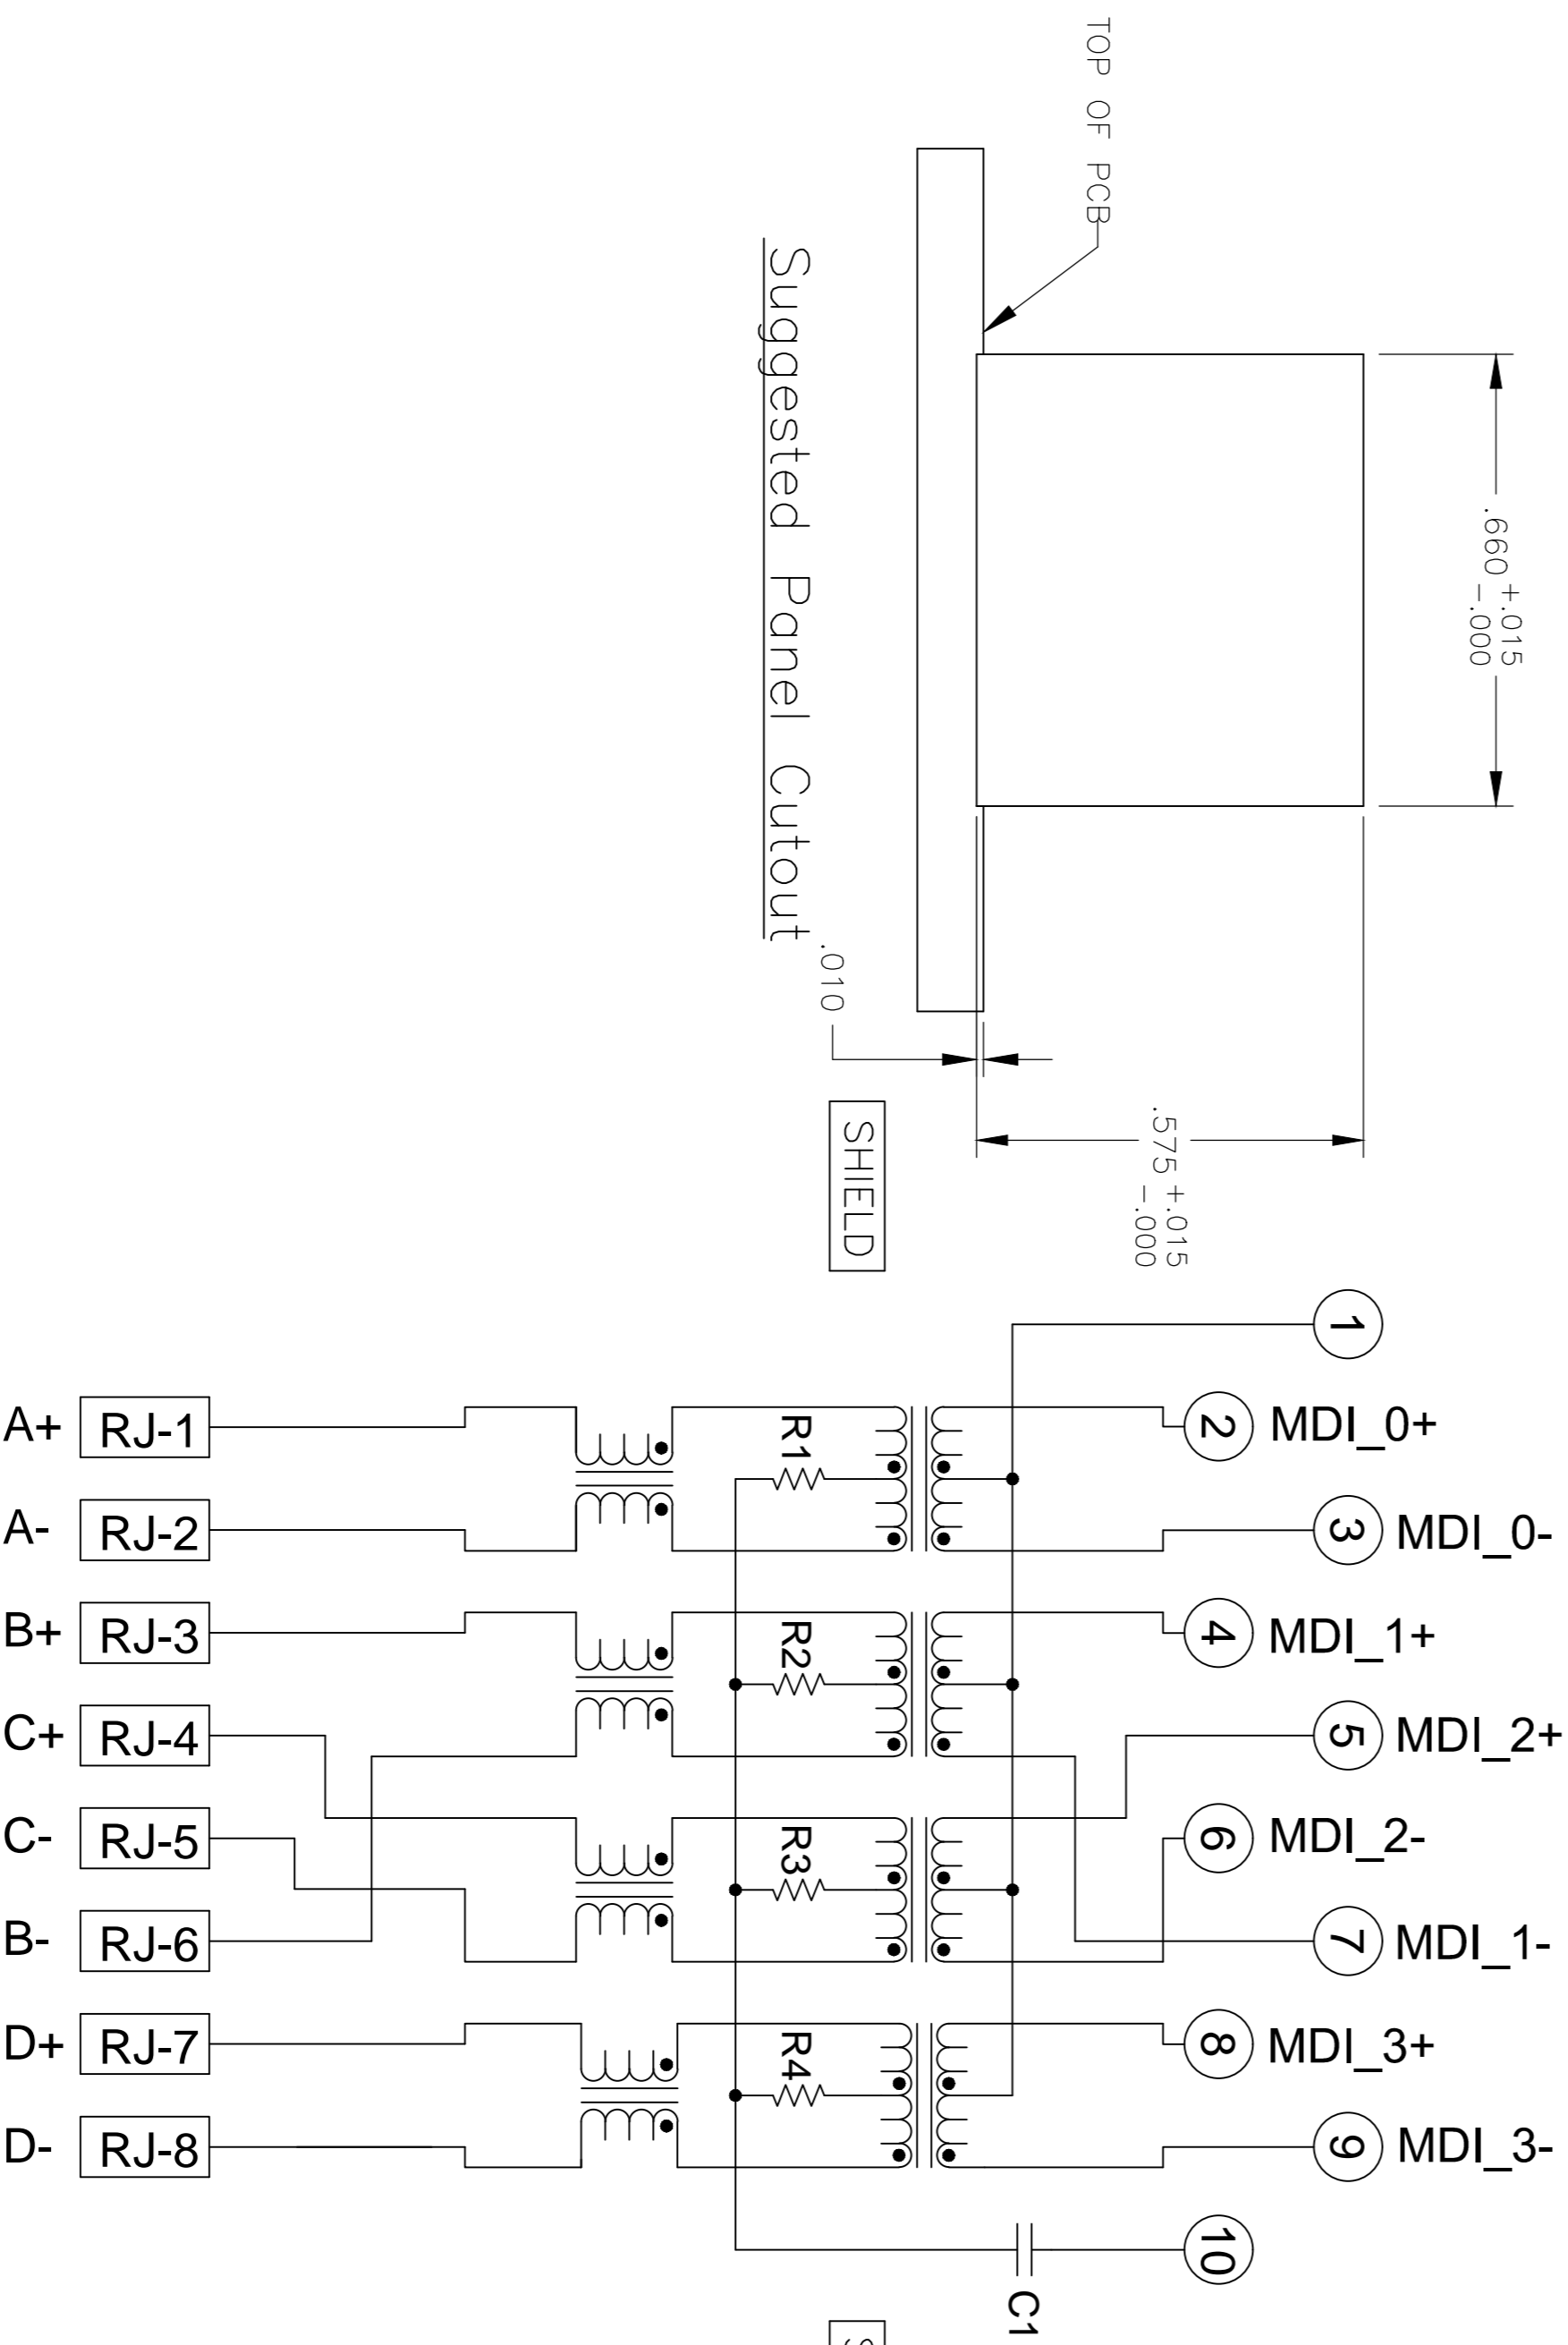 TOP OF PCB
.660 +.015
-.000
Suggested Panel Cutout
.010
.575 +.015
-.000
SHIELD
1
A+ RJ-1 R1 2 MDI_0+
A- RJ-2 3 MDI_0-
B+ RJ-3 R2 4 MDI_1+
C+ RJ-4 5 MDI_2+
C- RJ-5 R3 6 MDI_2-
B- RJ-6 7 MDI_1-
D+ RJ-7 R4 8 MDI_3+
D- RJ-8 9 MDI_3-
10
C1
S